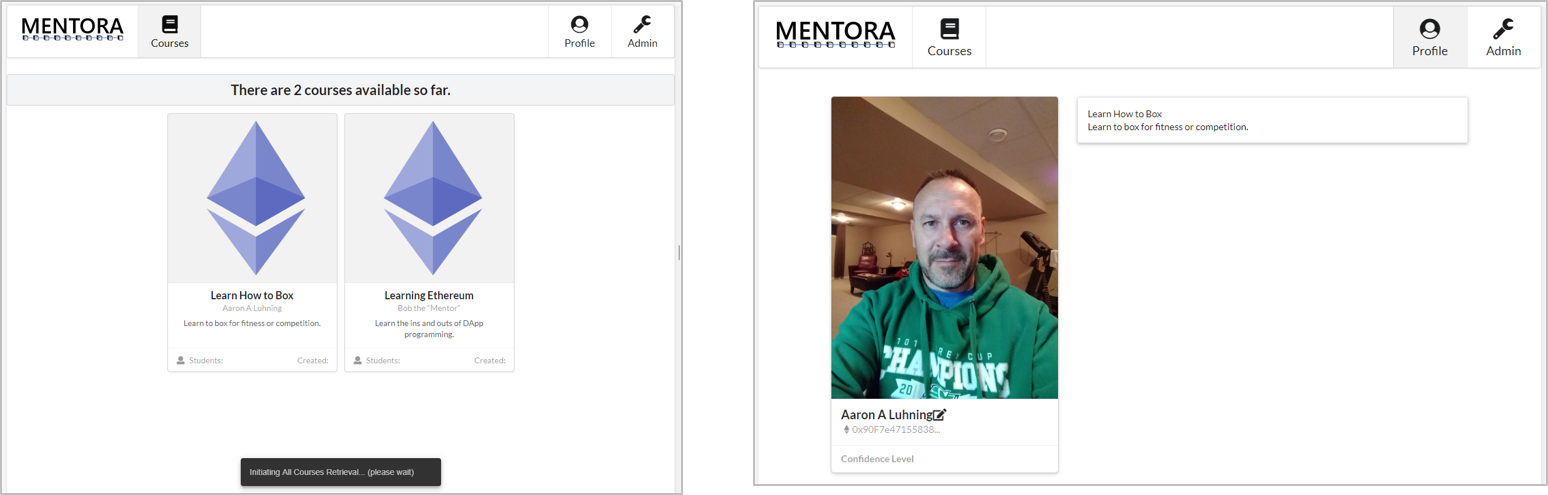 MENTORA
Courses
Profile
Admin
There are 2 courses available so far.
Learn How to Box
Aaron A Luhning
Learn to box for fitness or competition.
Students:
Created:
Learning Ethereum
Bob the "Mentor"
Learn the ins and outs of DApp
programming.
Students:
Created:
Initiating All Courses Retrieval... (please wait)
MENTORA
Courses
Profile
Admin
CUP
CHAMPIONS
20
Aaron A Luhning
0x90F7e47155838...
Confidence Level
Learn How to Box
Learn to box for fitness or competition.